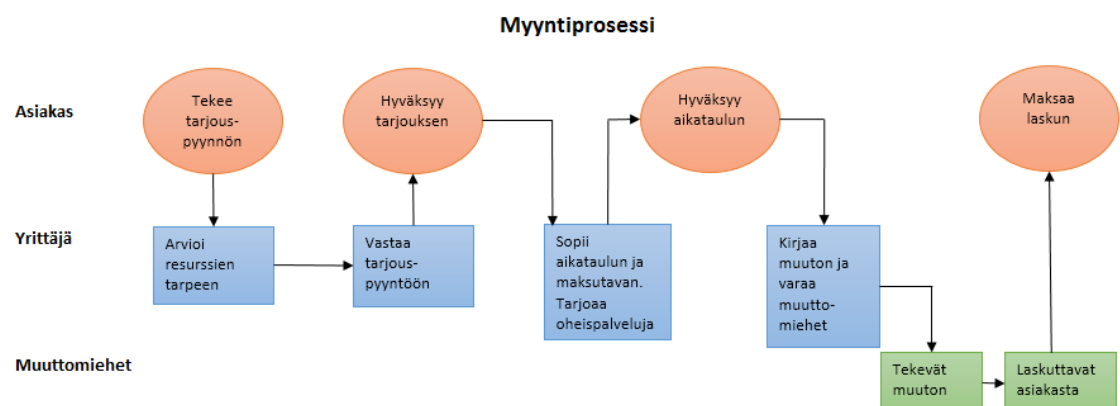 Myyntiprosessi
Asiakas
Tekee
tarjous-
pyynnön
Hyväksyy
tarjouksen
Hyväksyy
aikataulun
Maksaa
laskun
Yrittäjä
Arvioi
resurssien
tarpeen
Vastaa
tarjous-
pyyntöön
Sopii
aikataulun ja
maksutavan.
Tarjoaa
oheispalveluja
Kirjaa
muuton ja
varaa
muutto-
miehet
Muuttomiehet
Tekevät
muuton
Laskuttavat
asiakasta